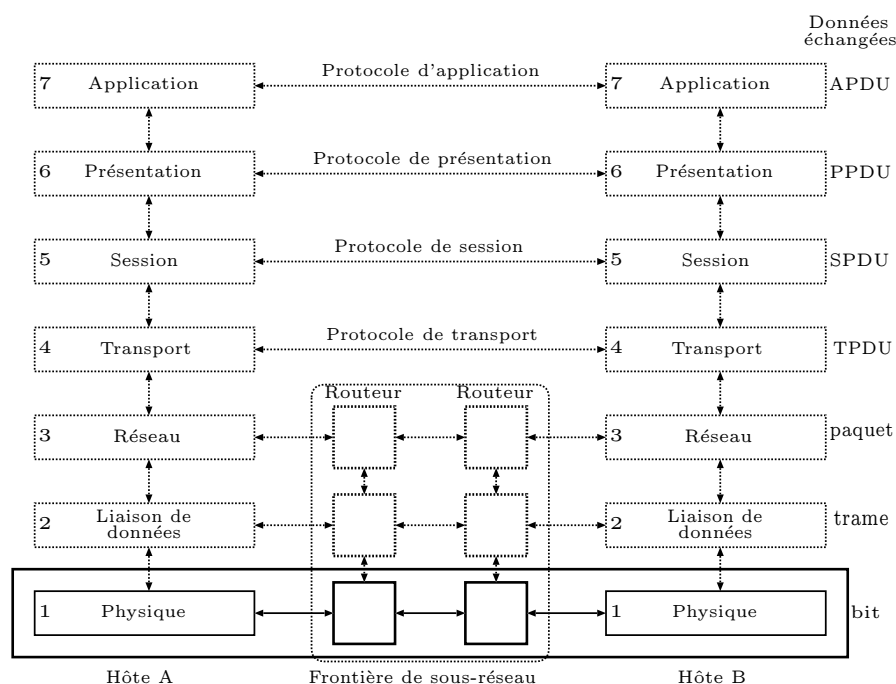 Données
échangées
7 Application
Protocole d'application
7 Application
APDU
6 Présentation
Protocole de présentation
6 Présentation
PPDU
5 Session
Protocole de session
5 Session
SPDU
4 Transport
Protocole de transport
4 Transport
TPDU
Routeur
Routeur
3 Réseau
3 Réseau
paquet
2 Liaison de
données
2 Liaison de
données
trame
1 Physique
1 Physique
bit
Hôte A
Frontière de sous-réseau
Hôte B